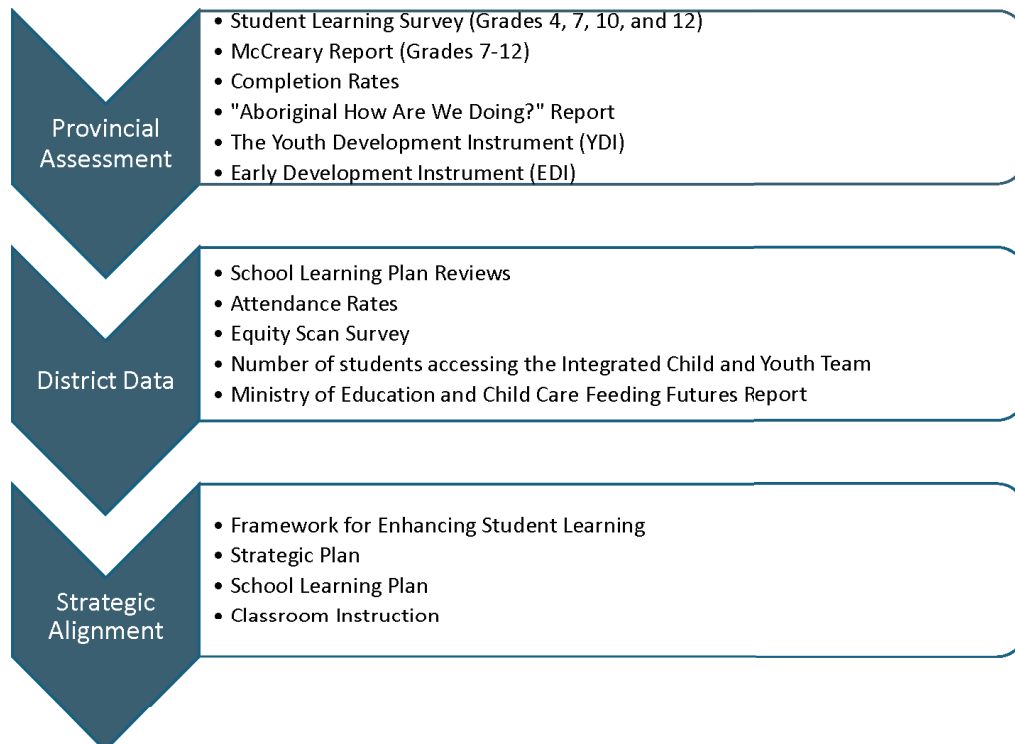 Provincial
Assessment
• Student Learning Survey (Grades 4, 7, 10, and 12)
• McCreary Report (Grades 7-12)
• Completion Rates
• "Aboriginal How Are We Doing?" Report
• The Youth Development Instrument (YDI)
• Early Development Instrument (EDI)
District Data
• School Learning Plan Reviews
• Attendance Rates
• Equity Scan Survey
• Number of students accessing the Integrated Child and Youth Team
• Ministry of Education and Child Care Feeding Futures Report
Strategic
Alignment
• Framework for Enhancing Student Learning
• Strategic Plan
• School Learning Plan
• Classroom Instruction